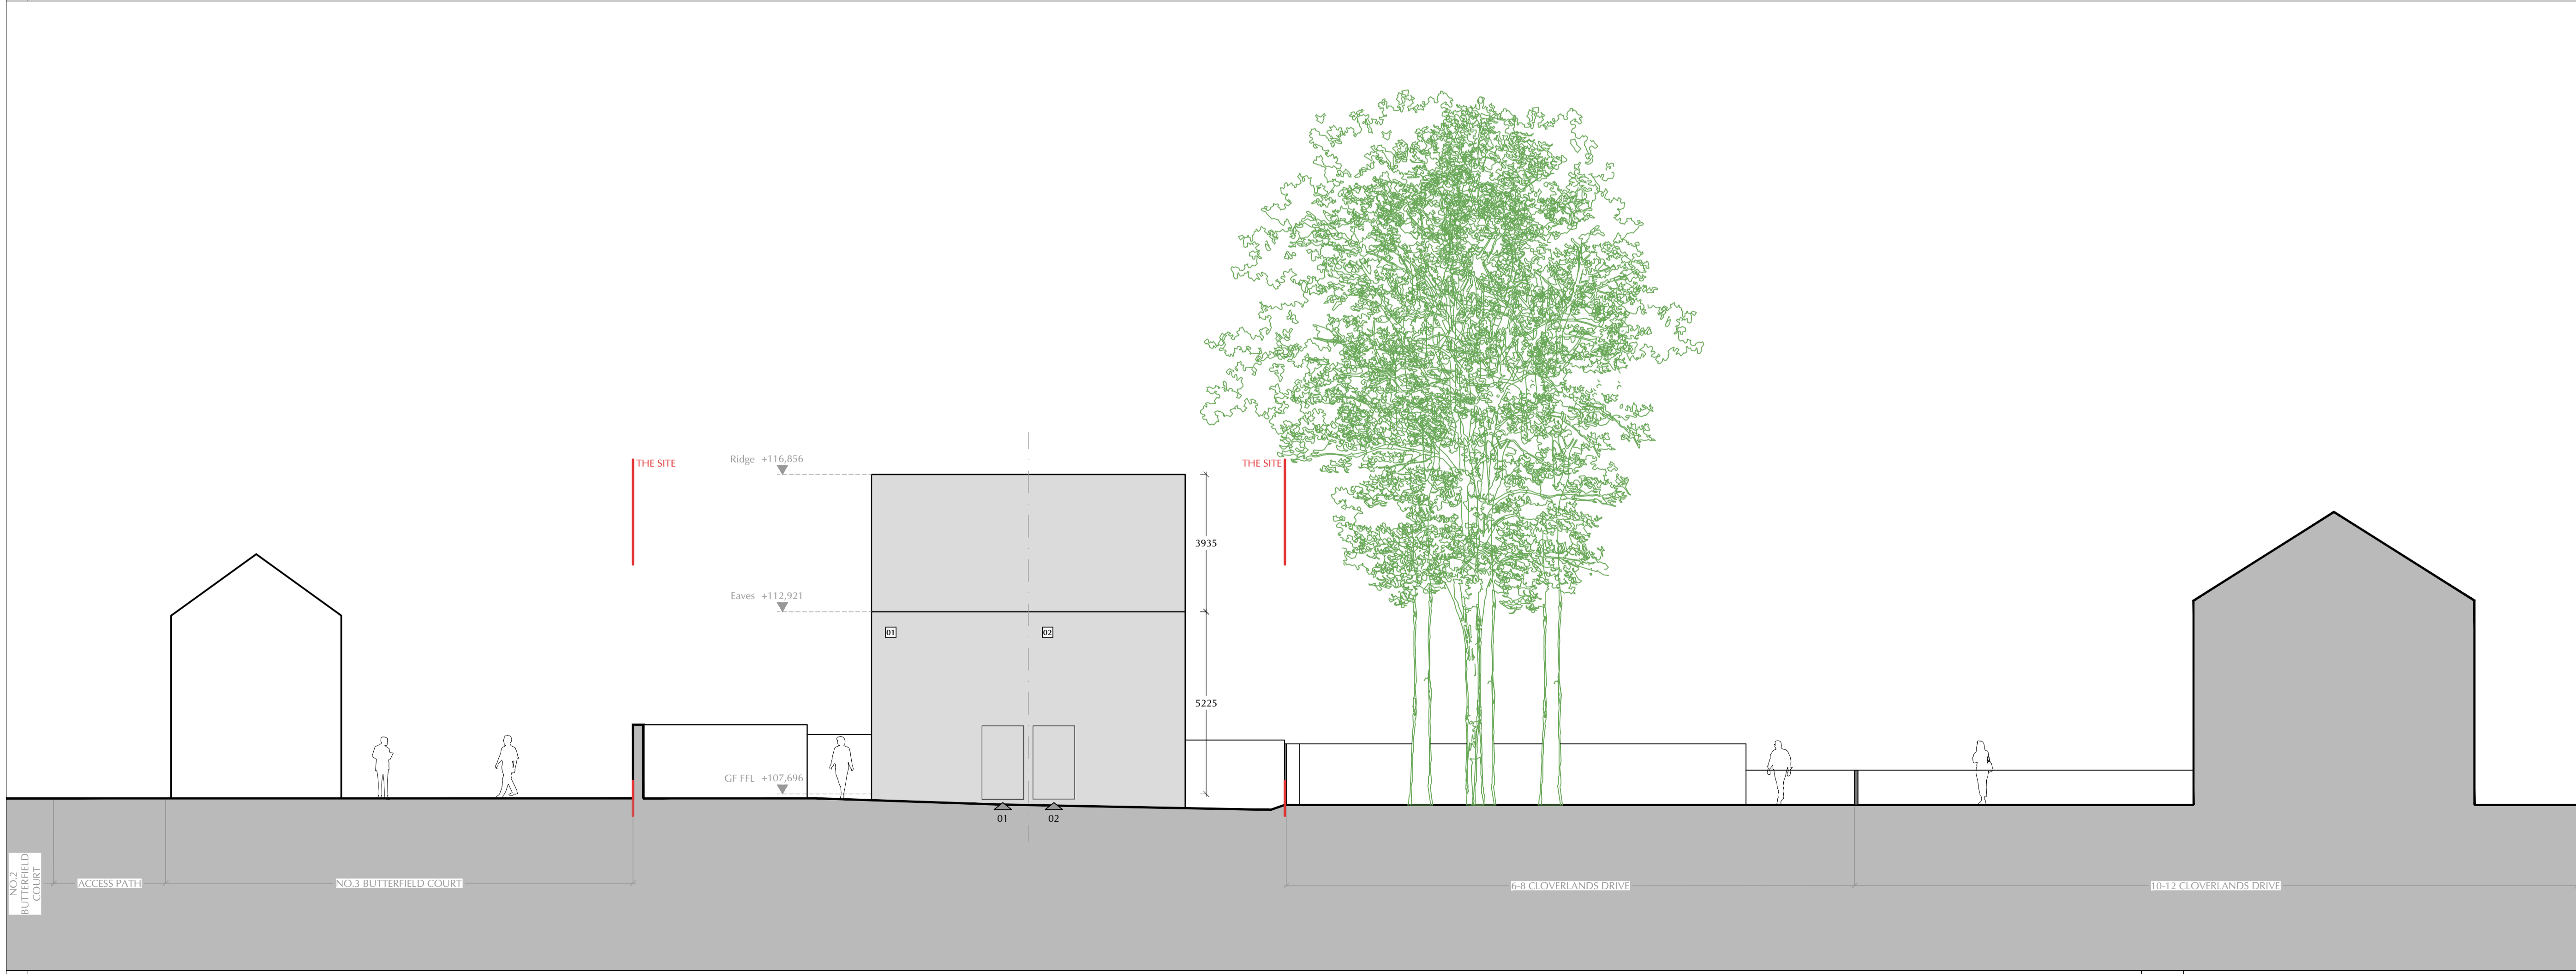 THE SITE
Ridge +116,856
THE SITE
3935
Eaves +112,921
01
02
5225
GF FFL +107,696
01
02
NO.2
BUTTERFIELD
COURT
ACCESS PATH
NO.3 BUTTERFIELD COURT
6-8 CLOVERLANDS DRIVE
10-12 CLOVERLANDS DRIVE